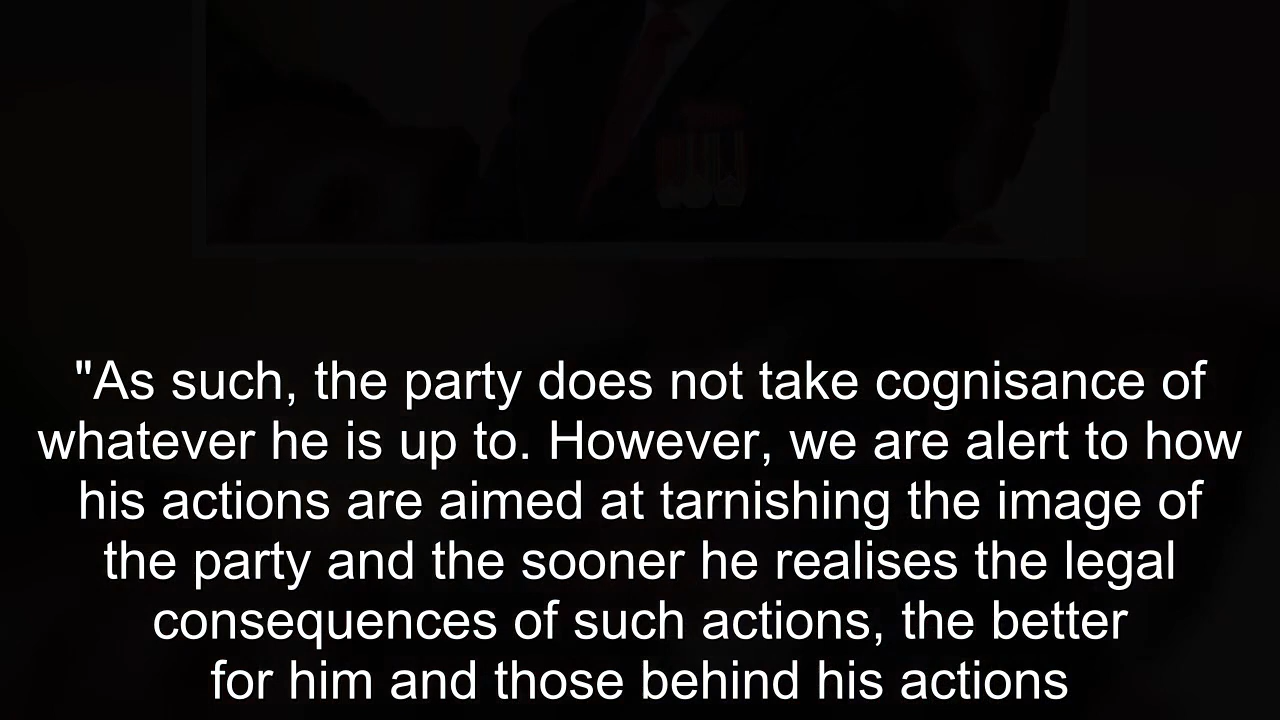 "As such, the party does not take cognisance of
whatever he is up to. However, we are alert to how
his actions are aimed at tarnishing the image of
the party and the sooner he realises the legal
consequences of such actions, the better
for him and those behind his actions